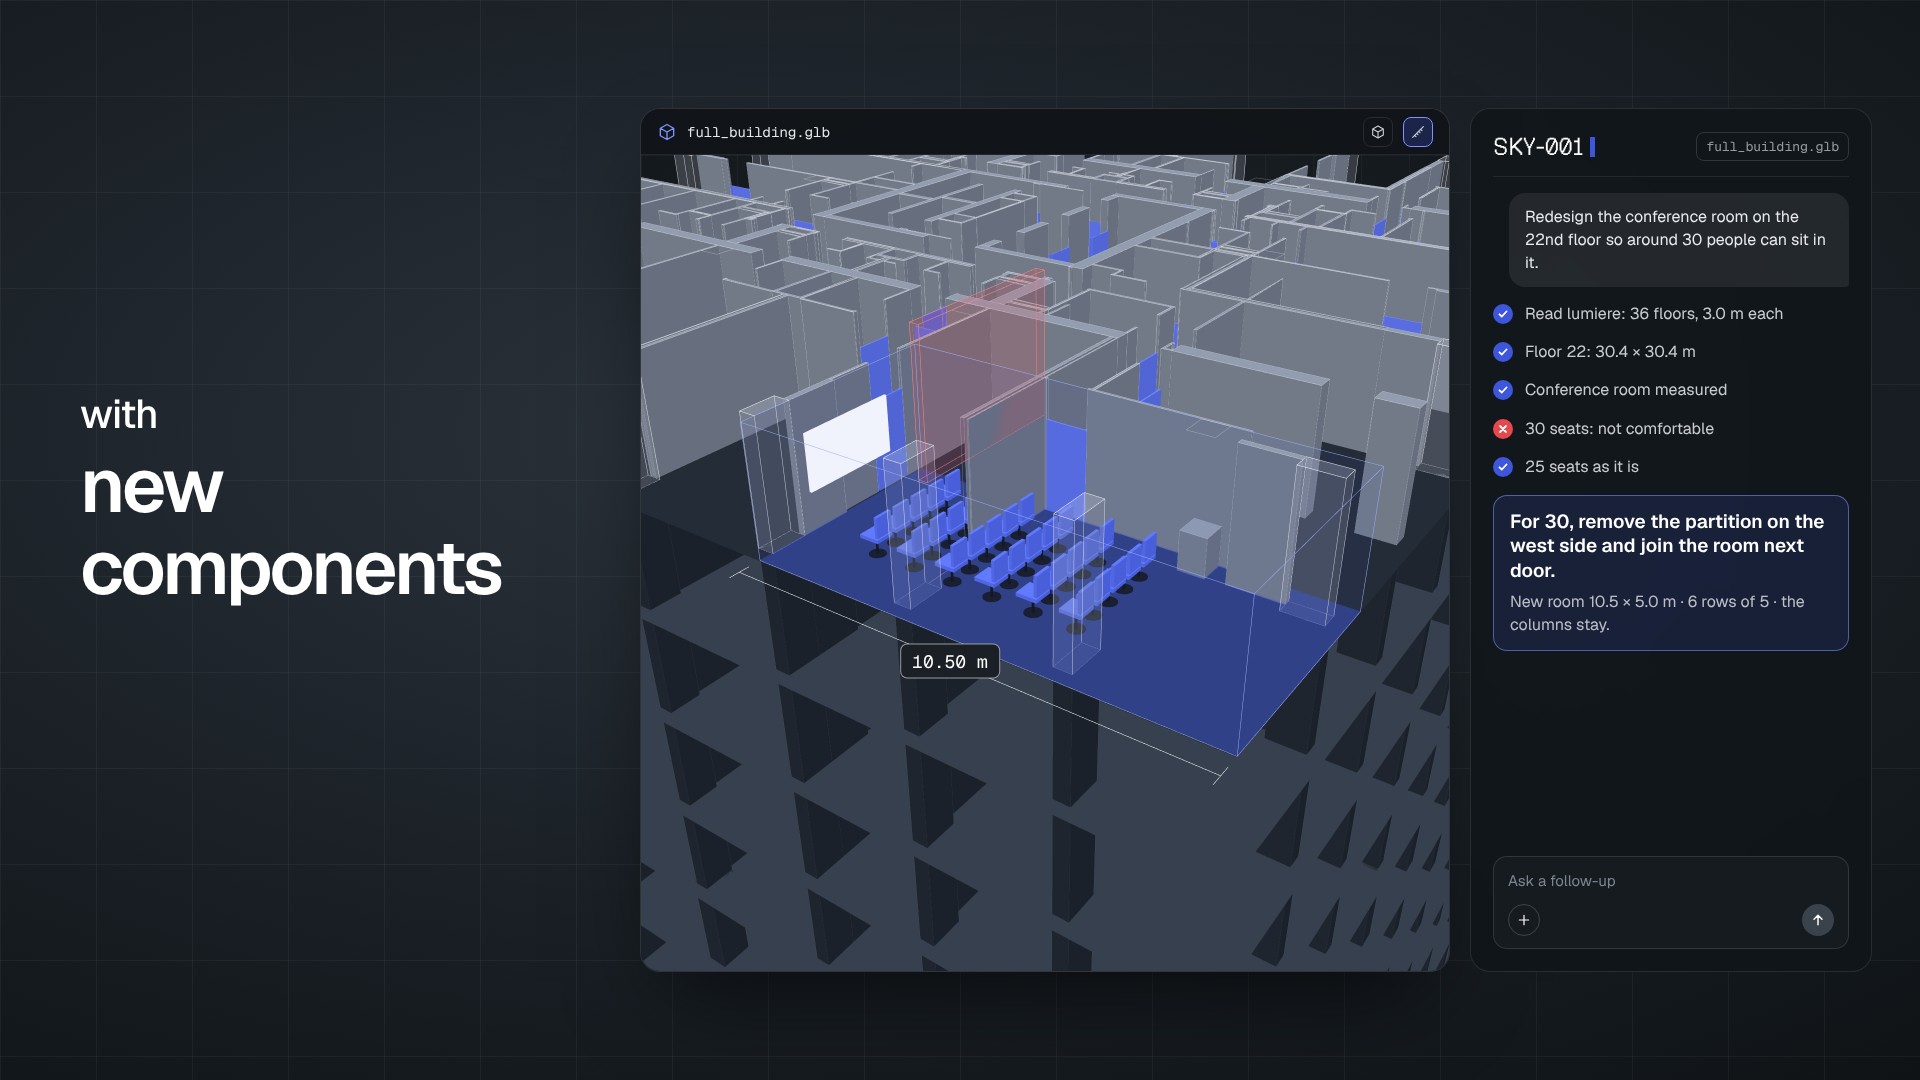 with
new
components
full_building.glb
10.50 m
SKY-001
full_building.glb
Redesign the conference room on the
22nd floor so around 30 people can sit in
it.
Read lumiere: 36 floors, 3.0 m each
Floor 22: 30.4 × 30.4 m
Conference room measured
30 seats: not comfortable
25 seats as it is
For 30, remove the partition on the
west side and join the room next
door.
New room 10.5 × 5.0 m · 6 rows of 5 · the
columns stay.
Ask a follow-up